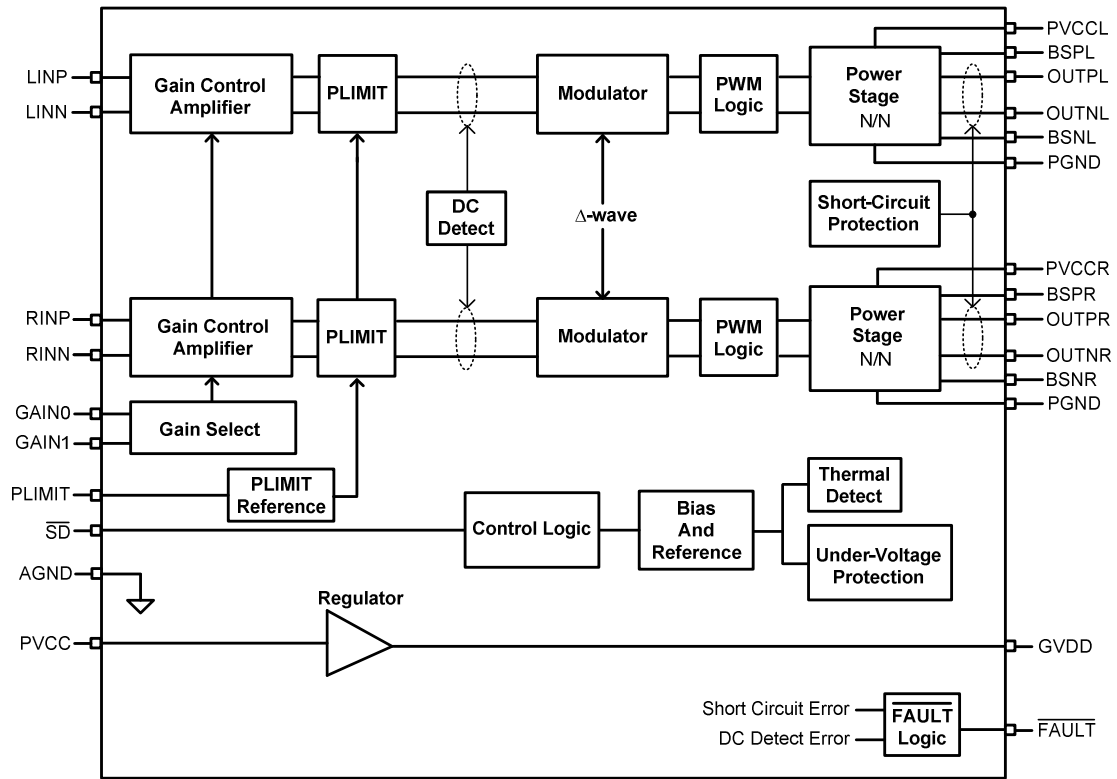 PVCCL
BSPL
LINP
Gain Control
Amplifier
PLIMIT
Modulator
PWM
Logic
Power
Stage
N/N
OUTPL
LINN
OUTNL
BSNL
PGND
DC
Detect
Δ-wave
Short-Circuit
Protection
PVCCR
BSPR
RINP
Gain Control
Amplifier
PLIMIT
Modulator
PWM
Logic
Power
Stage
N/N
OUTPR
RINN
OUTNR
BSNR
PGND
GAIN0
GAIN1
Gain Select
PLIMIT
PLIMIT
Reference
Thermal
Detect
SD
Control Logic
Bias
And
Reference
Under-Voltage
Protection
AGND
Regulator
PVCC
GVDD
Short Circuit Error
DC Detect Error
FAULT
Logic
FAULT